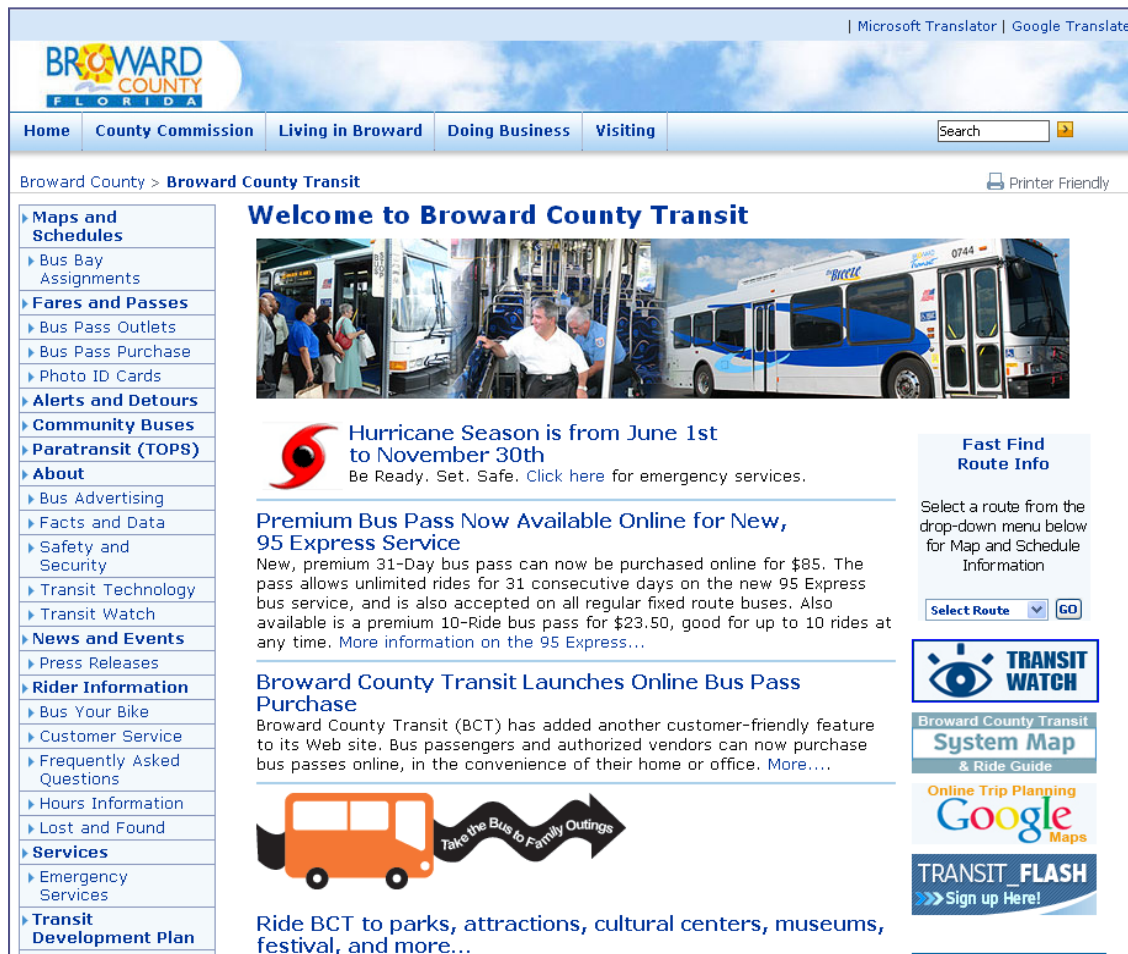 | Microsoft Translator | Google Translate
BROWARD
COUNTY
FLORIDA
Home County Commission Living in Broward Doing Business Visiting Search
Broward County > Broward County Transit Printer Friendly
Maps and
Schedules
Bus Bay
Assignments
Fares and Passes
Bus Pass Outlets
Bus Pass Purchase
Photo ID Cards
Alerts and Detours
Community Buses
Paratransit (TOPS)
About
Bus Advertising
Facts and Data
Safety and
Security
Transit Technology
Transit Watch
News and Events
Press Releases
Rider Information
Bus Your Bike
Customer Service
Frequently Asked
Questions
Hours Information
Lost and Found
Services
Emergency
Services
Transit
Development Plan
Welcome to Broward County Transit
the Breeze
0744
Hurricane Season is from June 1st
to November 30th
Be Ready. Set. Safe. Click here for emergency services.
Premium Bus Pass Now Available Online for New,
95 Express Service
New, premium 31-Day bus pass can now be purchased online for $85. The
pass allows unlimited rides for 31 consecutive days on the new 95 Express
bus service, and is also accepted on all regular fixed route buses. Also
available is a premium 10-Ride bus pass for $23.50, good for up to 10 rides at
any time. More information on the 95 Express...
Broward County Transit Launches Online Bus Pass
Purchase
Broward County Transit (BCT) has added another customer-friendly feature
to its Web site. Bus passengers and authorized vendors can now purchase
bus passes online, in the convenience of their home or office. More....
Take the Bus to Family Outings
Ride BCT to parks, attractions, cultural centers, museums,
festival, and more...
Fast Find
Route Info
Select a route from the
drop-down menu below
for Map and Schedule
Information
Select Route GO
TRANSIT
WATCH
Broward County Transit
System Map
& Ride Guide
Online Trip Planning
Google
Maps
TRANSIT_FLASH
Sign up Here!